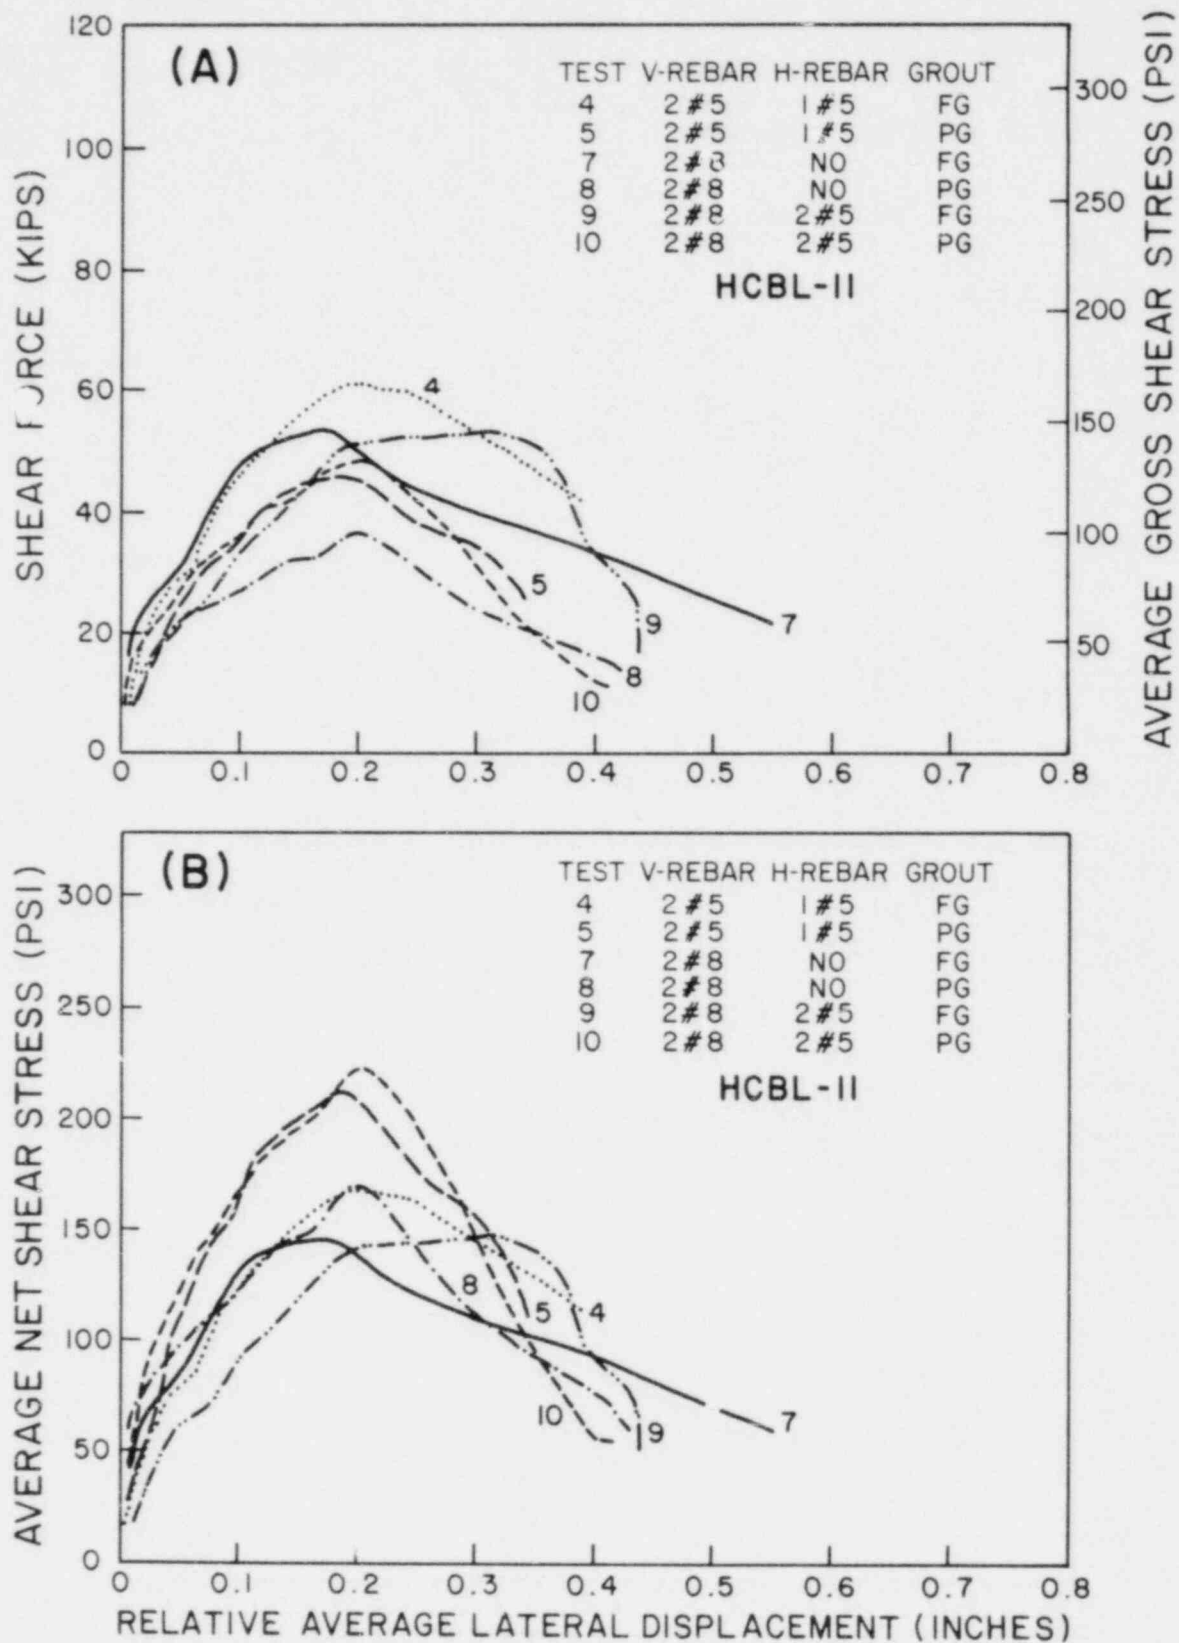 (A)
TEST V-REBAR H-REBAR GROUT
4 2#5 1#5 FG
5 2#5 1#5 PG
7 2#8 NO FG
8 2#8 NO PG
9 2#8 2#5 FG
10 2#8 2#5 PG
HCBL-11
120
100
80
60
40
20
0
SHEAR FORCE (KIPS)
300
250
200
150
100
50
AVERAGE GROSS SHEAR STRESS (PSI)
4
5
9
7
8
10
0 0.1 0.2 0.3 0.4 0.5 0.6 0.7 0.8
(B)
TEST V-REBAR H-REBAR GROUT
4 2#5 1#5 FG
5 2#5 1#5 PG
7 2#8 NO FG
8 2#8 NO PG
9 2#8 2#5 FG
10 2#8 2#5 PG
HCBL-11
300
250
200
150
100
50
0
AVERAGE NET SHEAR STRESS (PSI)
8
5
4
10
9
7
0 0.1 0.2 0.3 0.4 0.5 0.6 0.7 0.8
RELATIVE AVERAGE LATERAL DISPLACEMENT (INCHES)